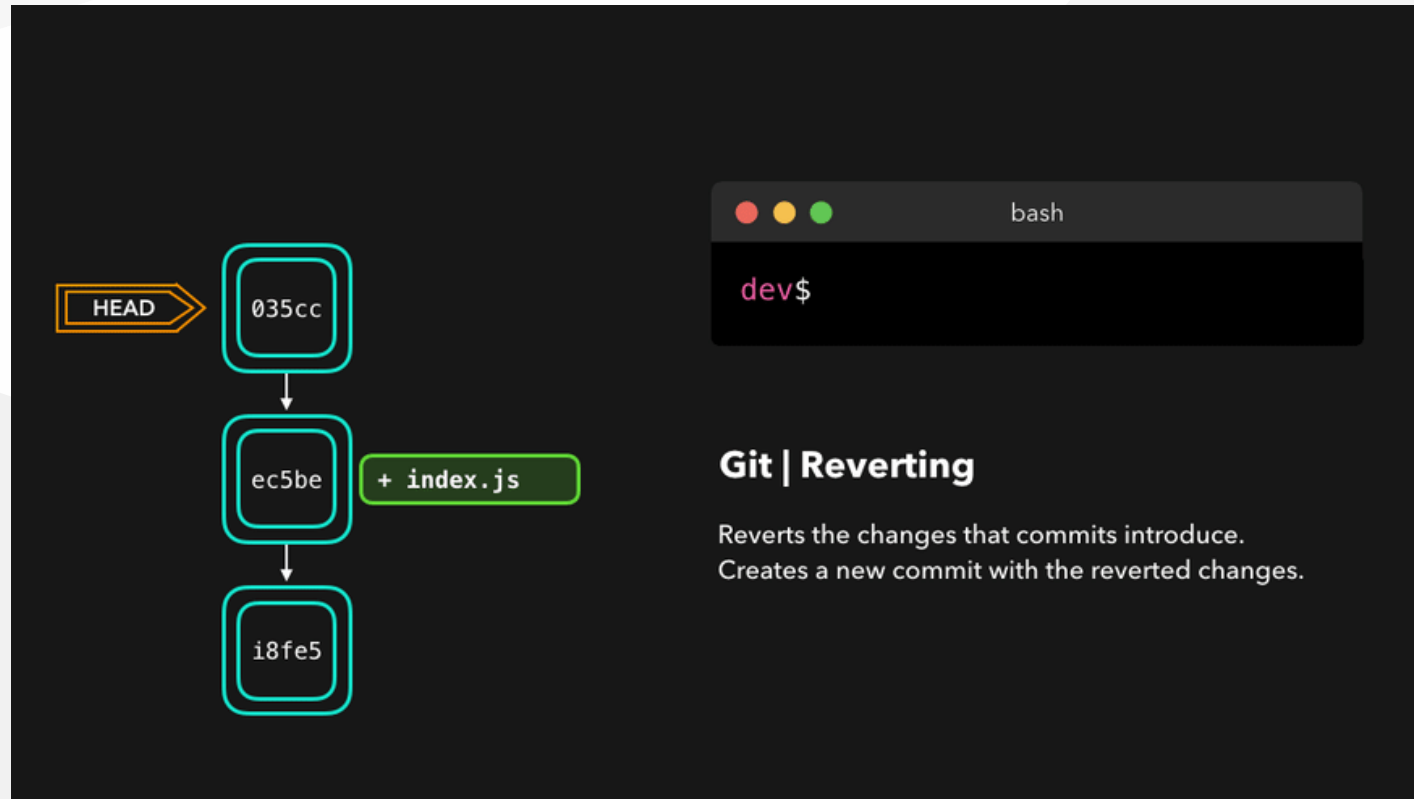 bash
dev$
HEAD
035cc
ec5be
+ index.js
i8fe5
Git | Reverting
Reverts the changes that commits introduce.
Creates a new commit with the reverted changes.